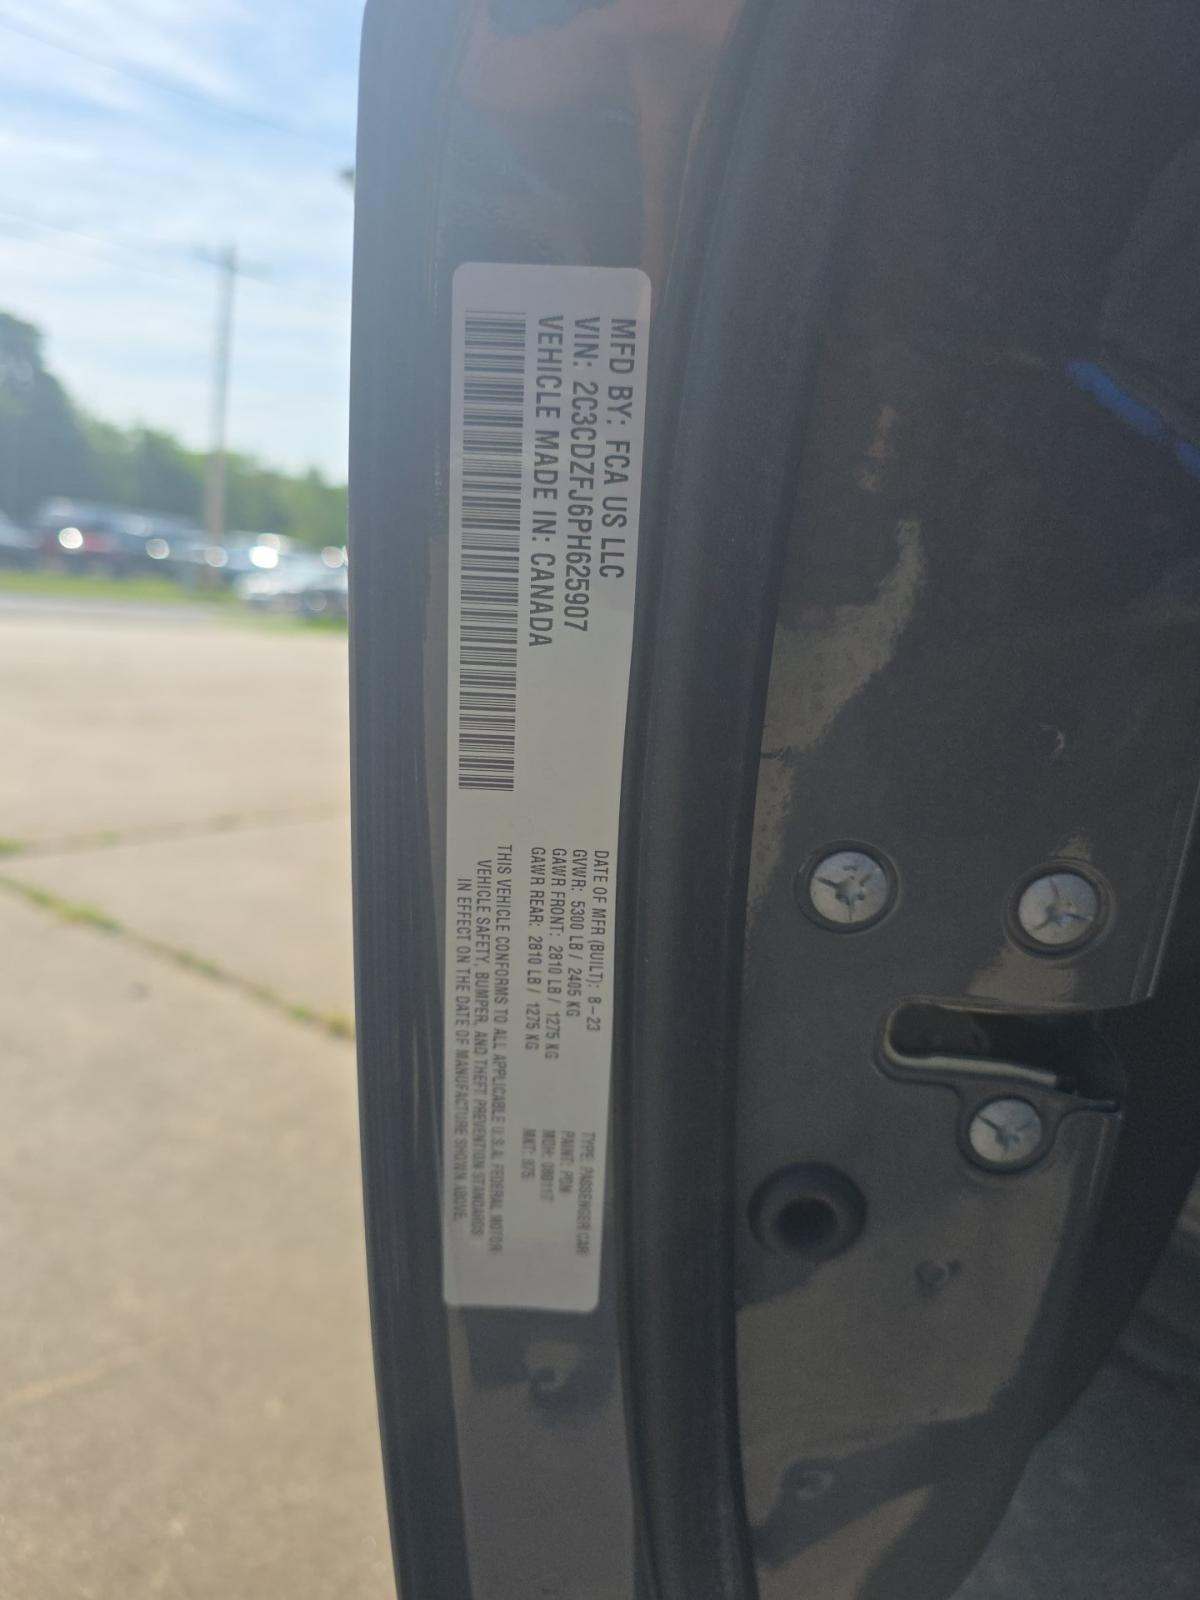 MFD BY: FCA US LLC
VIN: 2C3CDZFJ6PH625907
VEHICLE MADE IN: CANADA
DATE OF MFR (BUILT): 8-23
GVWR: 5300 LB / 2405 KG
GAWR FRONT: 2810 LB / 1275 KG
GAWR REAR: 2810 LB / 1275 KG
TYPE: PASSENGER CAR
PAINT: PDN
MDH:
MKT:
THIS VEHICLE CONFORMS TO ALL APPLICABLE U.S.A. FEDERAL MOTOR
VEHICLE SAFETY, BUMPER, AND THEFT PREVENTION STANDARDS
IN EFFECT ON THE DATE OF MANUFACTURE SHOWN ABOVE.